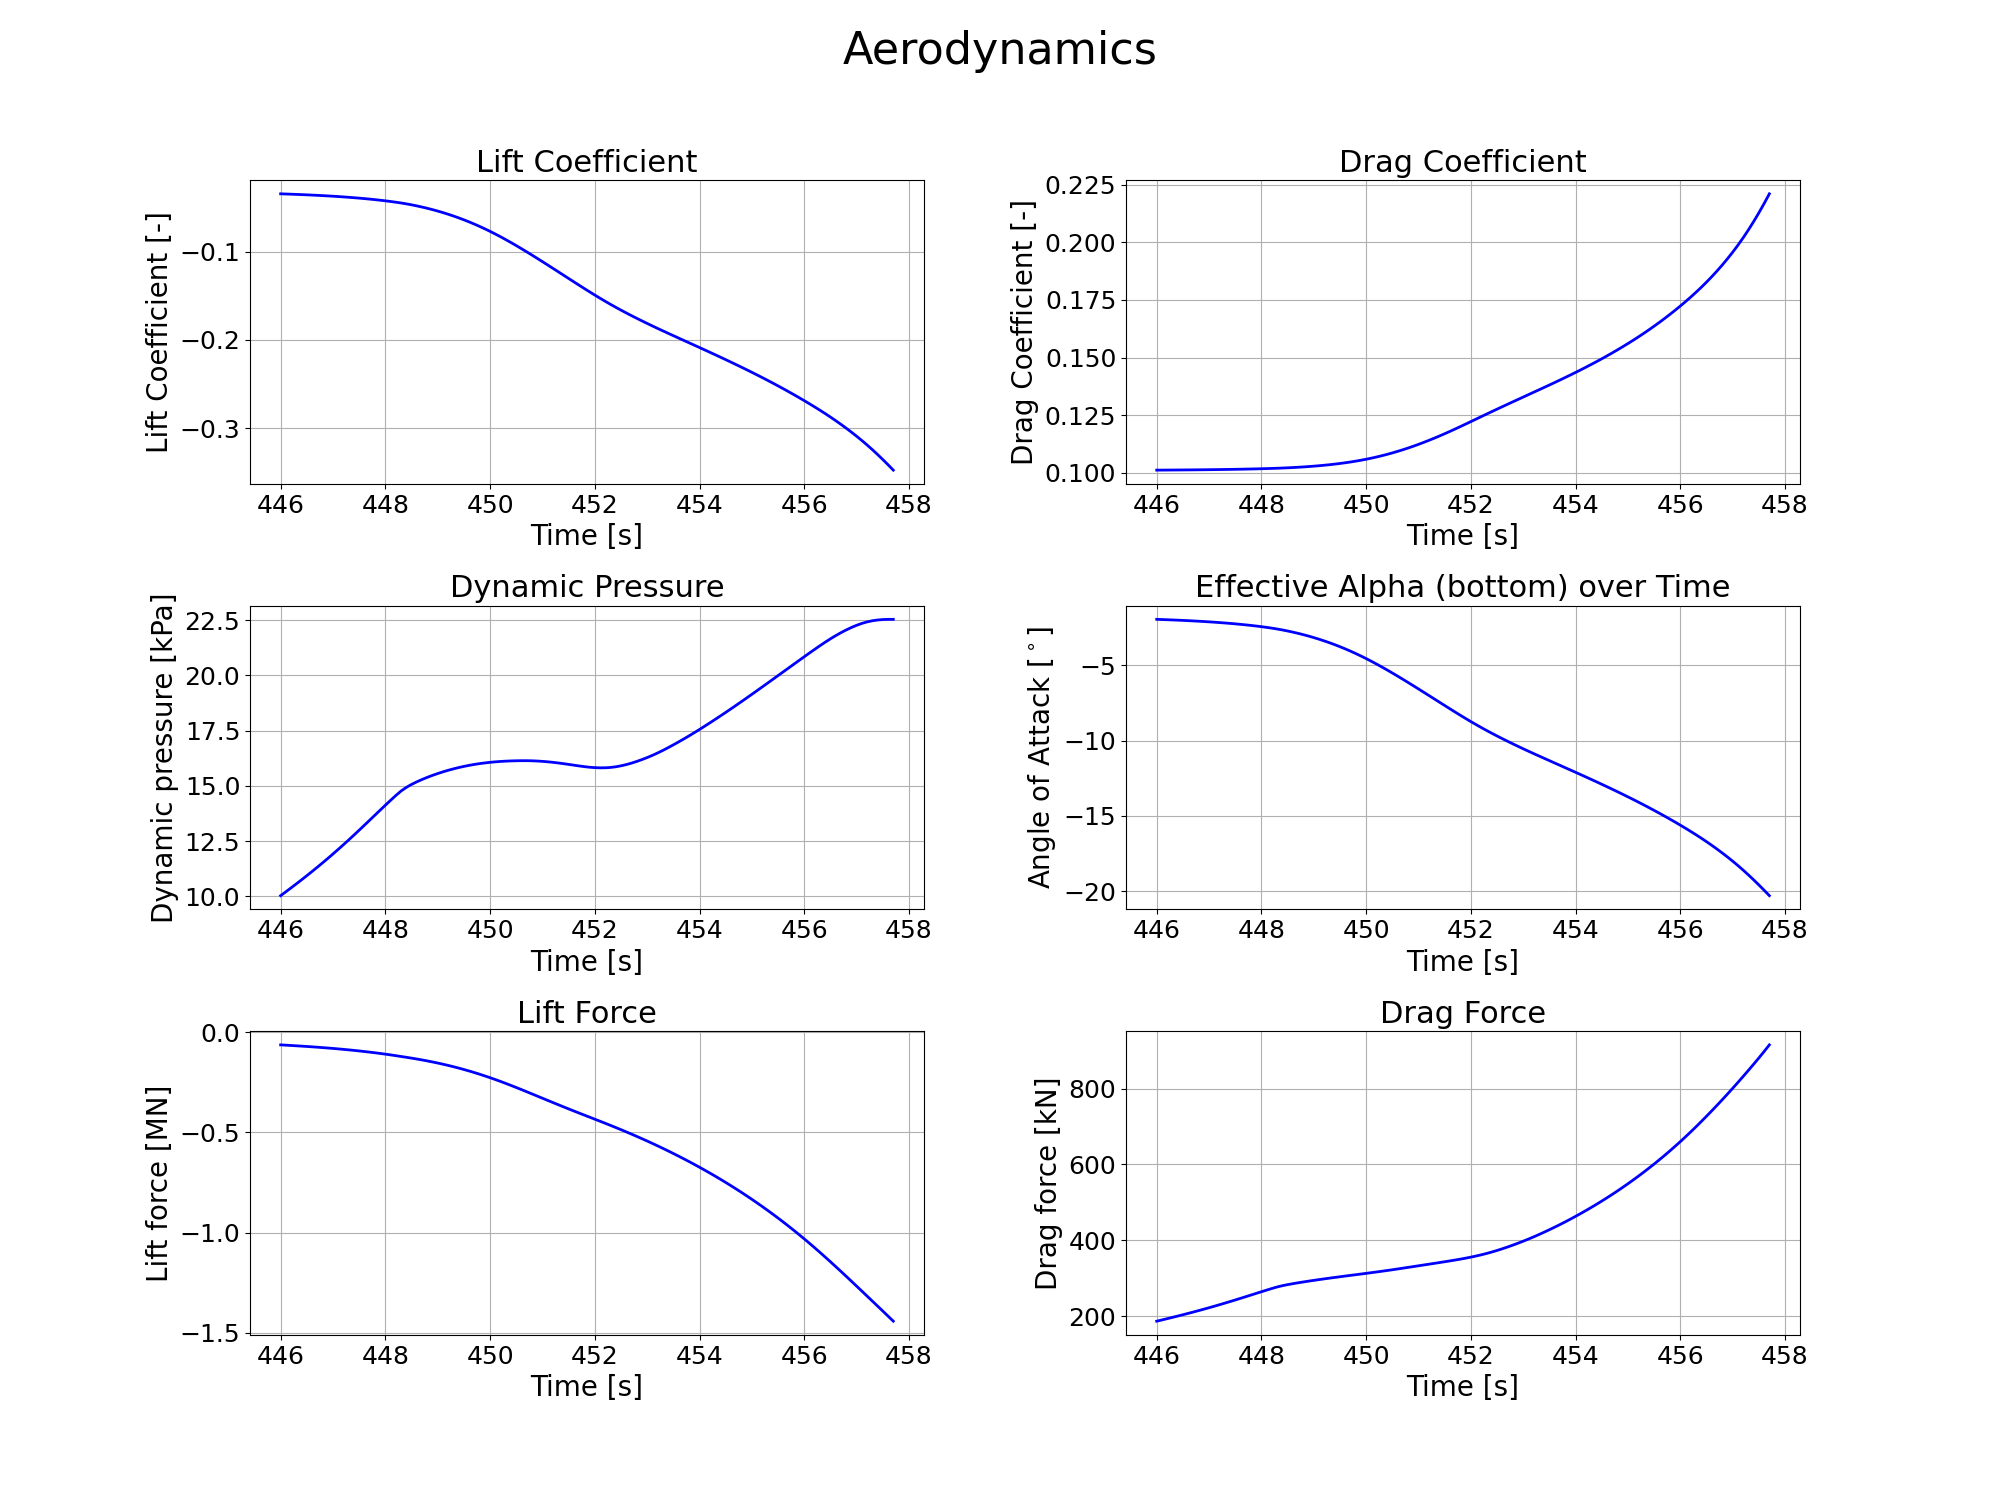 Aerodynamics
Lift Coefficient
Lift Coefficient [-]
−0.1
−0.2
−0.3
446 448 450 452 454 456 458
Time [s]
Drag Coefficient
Drag Coefficient [-]
0.225
0.200
0.175
0.150
0.125
0.100
446 448 450 452 454 456 458
Time [s]
Dynamic Pressure
Dynamic pressure [kPa]
22.5
20.0
17.5
15.0
12.5
10.0
446 448 450 452 454 456 458
Time [s]
Effective Alpha (bottom) over Time
Angle of Attack [ ° ]
−5
−10
−15
−20
446 448 450 452 454 456 458
Time [s]
Lift Force
Lift force [MN]
0.0
−0.5
−1.0
−1.5
446 448 450 452 454 456 458
Time [s]
Drag Force
Drag force [kN]
800
600
400
200
446 448 450 452 454 456 458
Time [s]